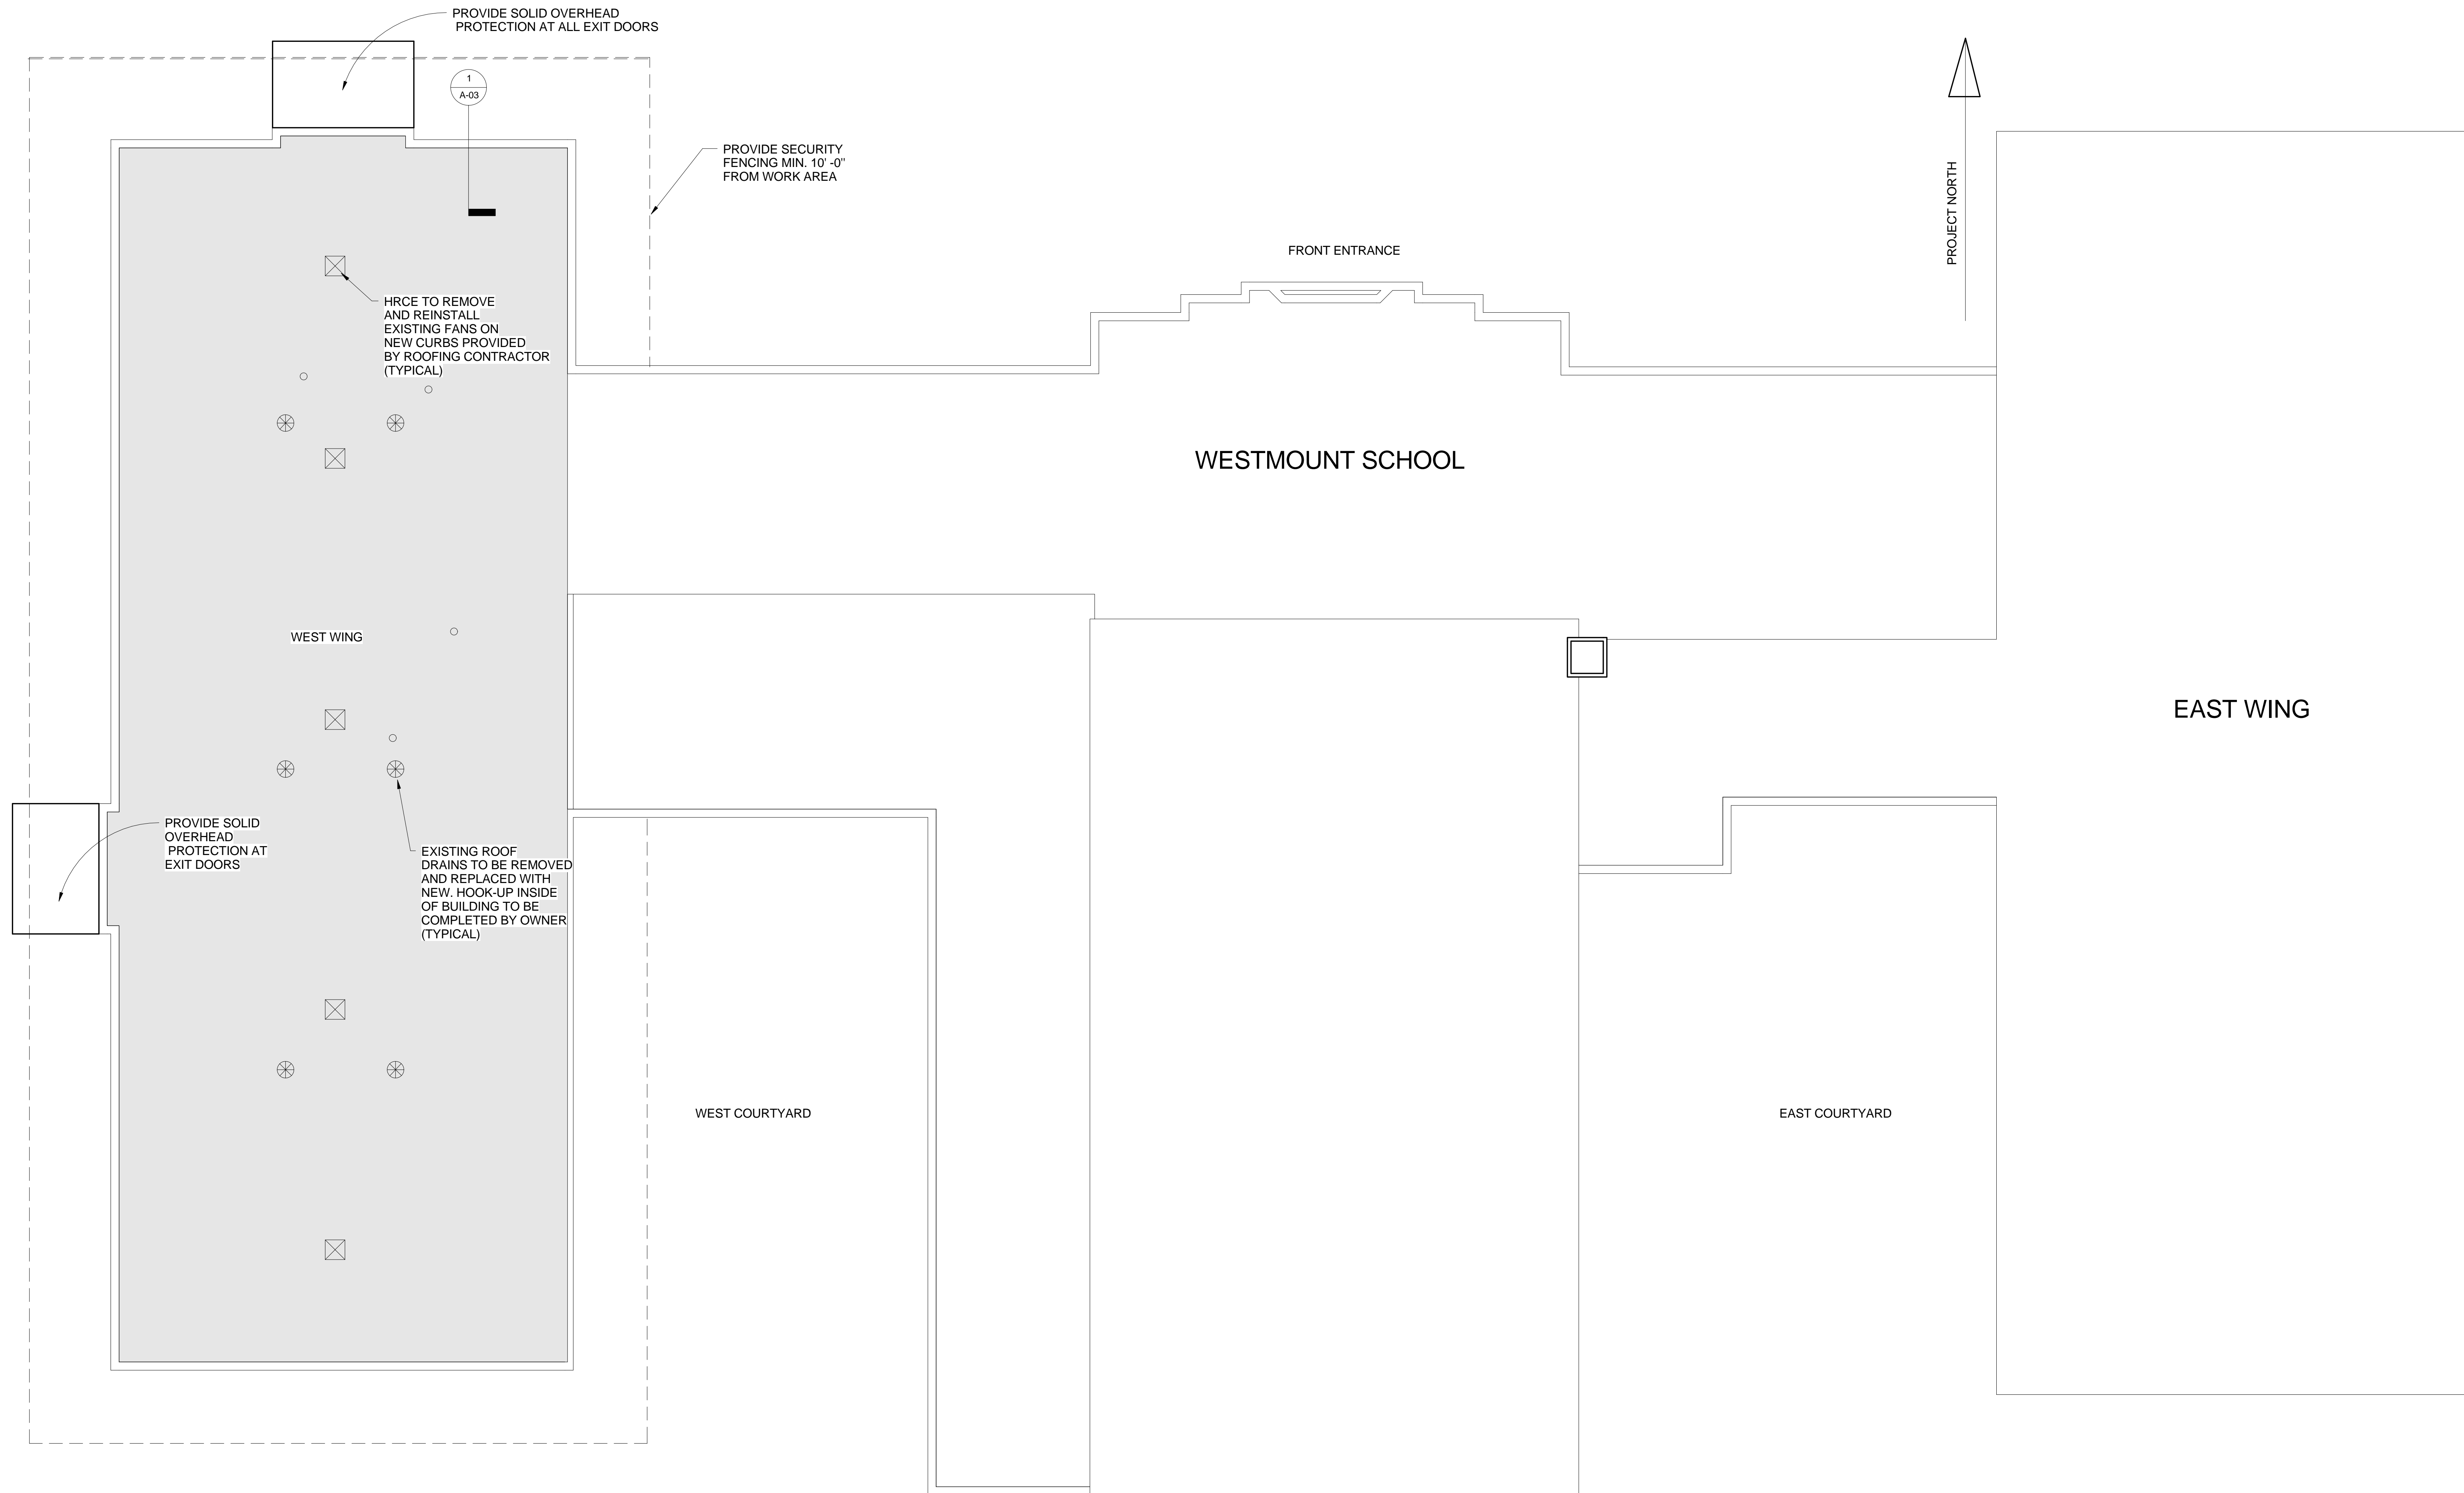 PROVIDE SOLID OVERHEAD
PROTECTION AT ALL EXIT DOORS
1
A-03
PROVIDE SECURITY
FENCING MIN. 10' -0"
FROM WORK AREA
PROJECT NORTH
FRONT ENTRANCE
HRCE TO REMOVE
AND REINSTALL
EXISTING FANS ON
NEW CURBS PROVIDED
BY ROOFING CONTRACTOR
(TYPICAL)
WESTMOUNT SCHOOL
WEST WING
EAST WING
PROVIDE SOLID
OVERHEAD
PROTECTION AT
EXIT DOORS
EXISTING ROOF
DRAINS TO BE REMOVED
AND REPLACED WITH
NEW. HOOK-UP INSIDE
OF BUILDING TO BE
COMPLETED BY OWNER
(TYPICAL)
WEST COURTYARD
EAST COURTYARD